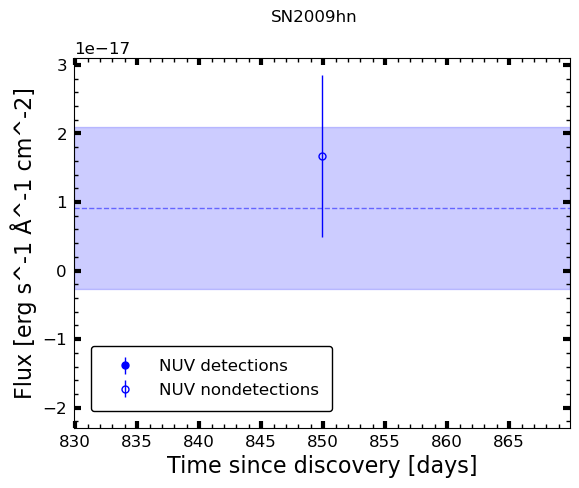 SN2009hn
1e−17
3
2
1
0
−1
−2
Flux [erg s^-1 Å^-1 cm^-2]
NUV detections
NUV nondetections
830 835 840 845 850 855 860 865
Time since discovery [days]